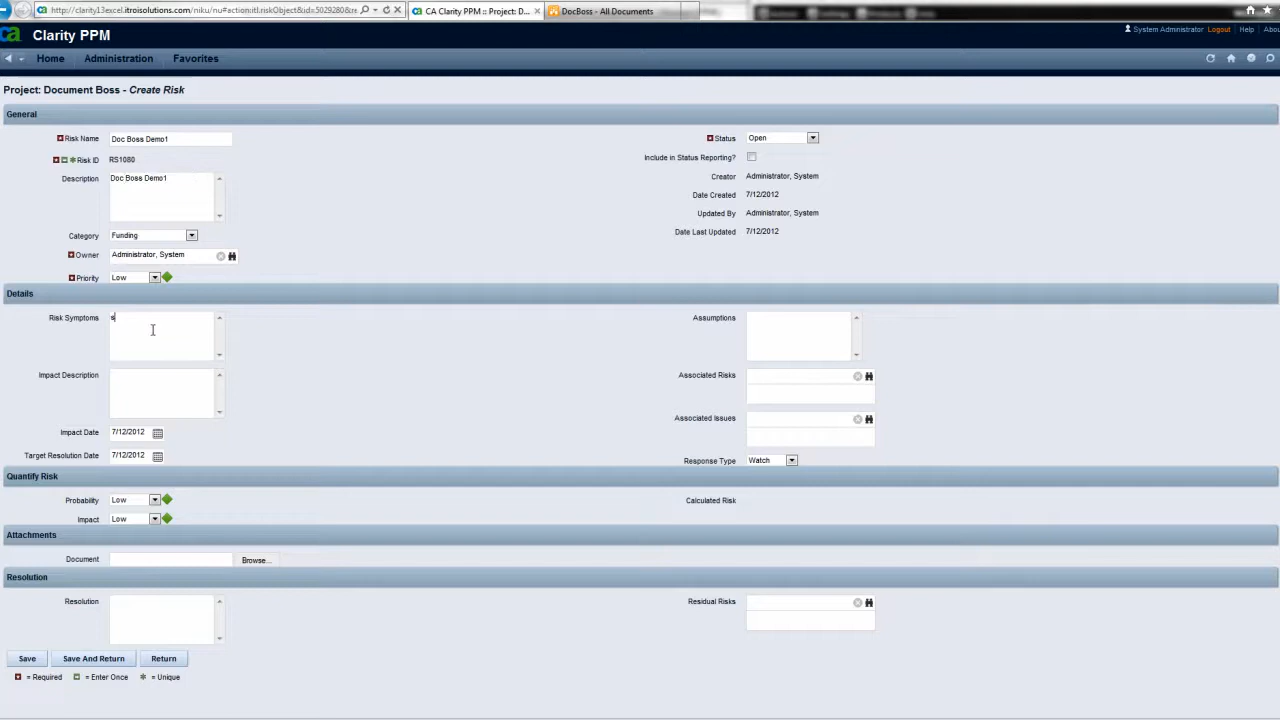 http://clarity13excel.itroisolutions.com/niku/nu#action:itl.riskObject&id=5029280&re
CA Clarity PPM :: Project: D...
DocBoss - All Documents
Clarity PPM
System Administrator Logout Help Abou
Home Administration Favorites
Project: Document Boss - Create Risk
General
Risk Name Doc Boss Demo1
Status Open
Risk ID RS1080
Include in Status Reporting?
Description Doc Boss Demo1
Creator Administrator, System
Date Created 7/12/2012
Updated By Administrator, System
Date Last Updated 7/12/2012
Category Funding
Owner Administrator, System
Priority Low
Details
Risk Symptoms s
Assumptions
Impact Description
Associated Risks
Associated Issues
Impact Date 7/12/2012
Target Resolution Date 7/12/2012
Response Type Watch
Quantify Risk
Probability Low
Calculated Risk
Impact Low
Attachments
Document Browse...
Resolution
Resolution
Residual Risks
Save Save And Return Return
= Required = Enter Once = Unique